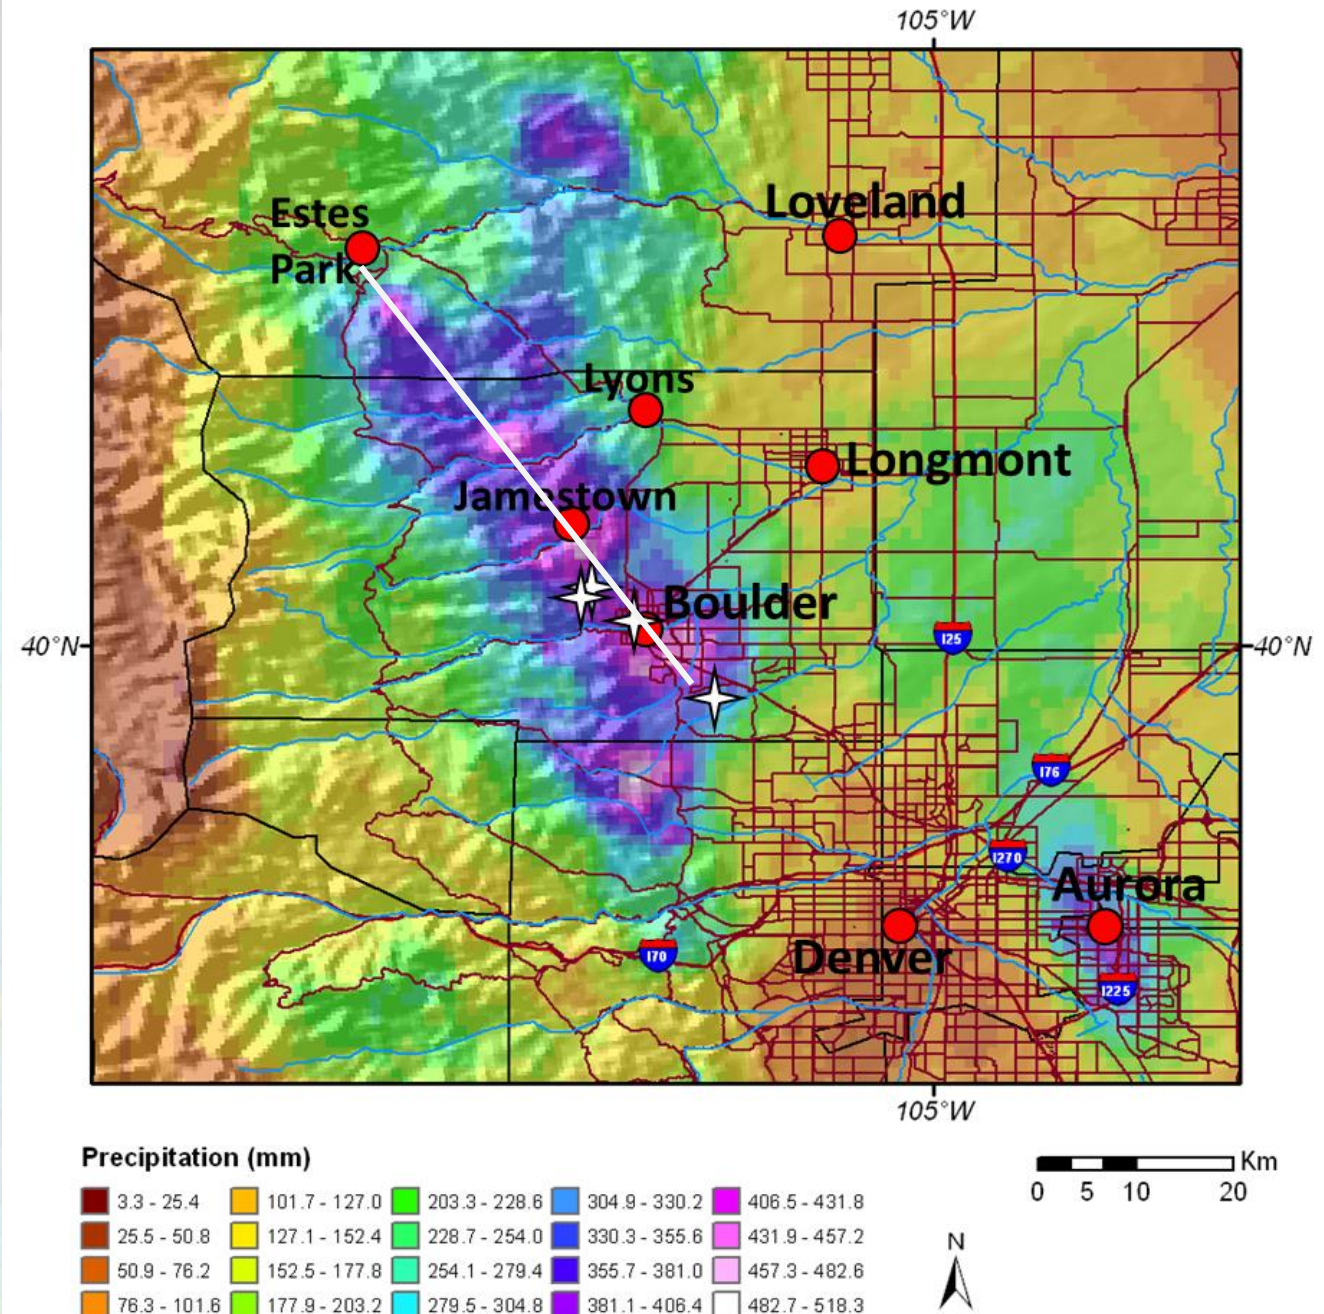 105°W
Loveland
Estes
Park
Lyons
Longmont
Jamestown
Boulder
40°N
40°N
I25
I76
I270
Aurora
Denver
I70
I225
105°W
Precipitation (mm)
3.3 - 25.4 101.7 - 127.0 203.3 - 228.6 304.9 - 330.2 406.5 - 431.8
25.5 - 50.8 127.1 - 152.4 228.7 - 254.0 330.3 - 355.6 431.9 - 457.2
50.9 - 76.2 152.5 - 177.8 254.1 - 279.4 355.7 - 381.0 457.3 - 482.6
76.3 - 101.6 177.9 - 203.2 279.5 - 304.8 381.1 - 406.4 482.7 - 518.3
Km
0 5 10 20
N